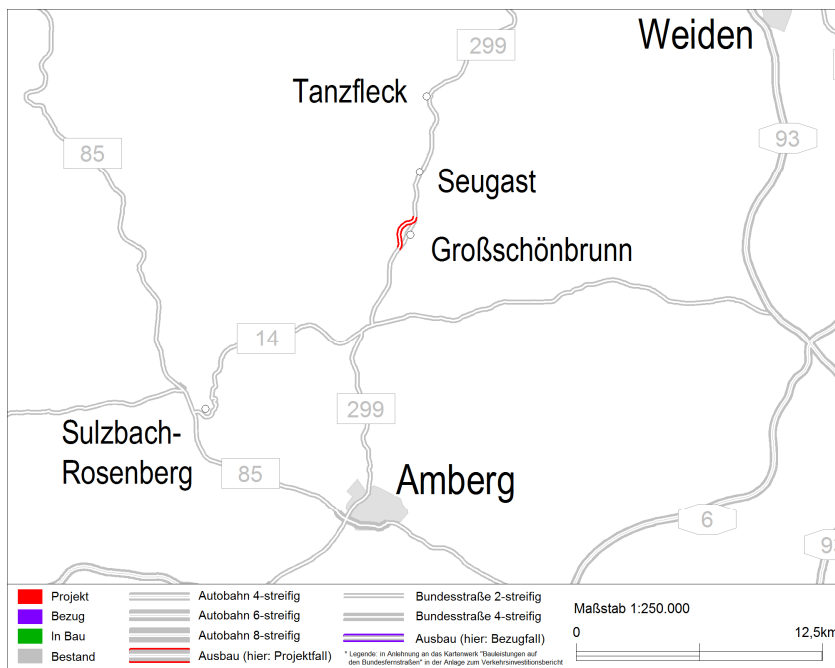 Weiden
299
Tanzfleck
93
85
Seugast
Großschönbrunn
14
299
Sulzbach-
Rosenberg
85
Amberg
6
Projekt
Bezug
In Bau
Bestand
Autobahn 4-streifig
Autobahn 6-streifig
Autobahn 8-streifig
Ausbau (hier: Projektfall)
Bundesstraße 2-streifig
Bundesstraße 4-streifig
Ausbau (hier: Bezugfall)
* Legende: in Anlehnung an das Kartenwerk "Bauleistungen auf
den Bundesfernstraßen" in der Anlage zum Verkehrsinvestitionsbericht
Maßstab 1:250.000
0
12,5km